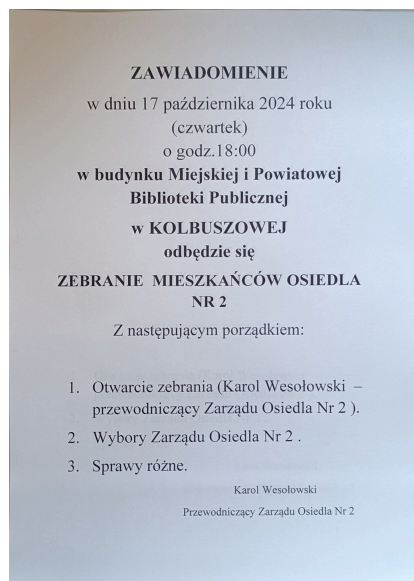 ZAWIADOMIENIE
w dniu 17 października 2024 roku
(czwartek)
o godz.18:00
w budynku Miejskiej i Powiatowej
Biblioteki Publicznej
w KOLBUSZOWEJ
odbędzie się
ZEBRANIE MIESZKAŃCÓW OSIEDLA
NR 2
Z następującym porządkiem:
1. Otwarcie zebrania (Karol Wesołowski –
przewodniczący Zarządu Osiedla Nr 2 ).
2. Wybory Zarządu Osiedla Nr 2 .
3. Sprawy różne.
Karol Wesołowski
Przewodniczący Zarządu Osiedla Nr 2